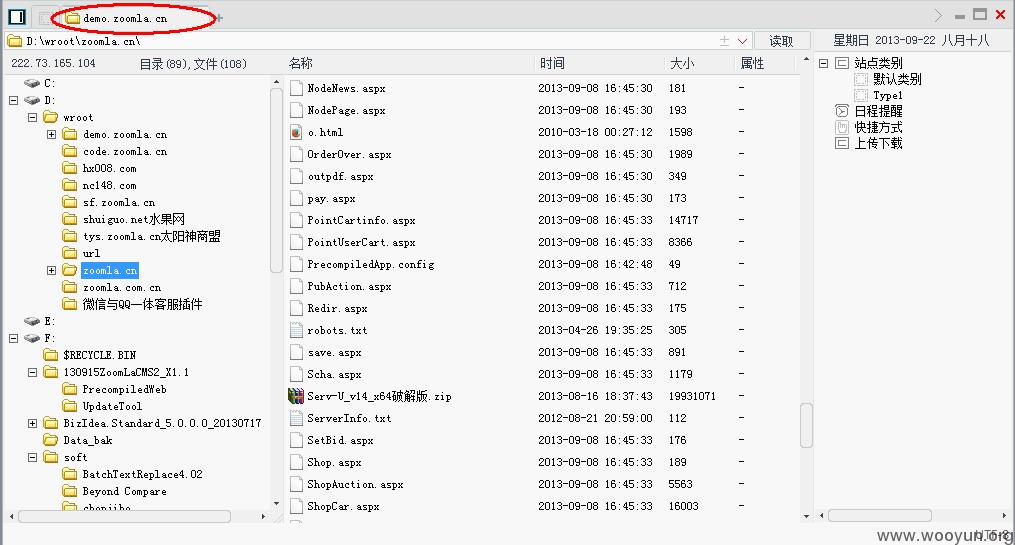 demo.zoomla.cn
D:\wroot\zoomla.cn\ 读取
星期日 2013-09-22 八月十八
222.73.165.104 目录(89),文件(108)
C:
D:
wroot
demo.zoomla.cn
code.zoomla.cn
hx008.com
nc148.com
sf.zoomla.cn
shuiguo.net水果网
tys.zoomla.cn太阳神商盟
url
zoomla.cn
zoomla.com.cn
微信与QQ一体客服插件
E:
F:
$RECYCLE.BIN
130915ZoomLaCMS2_X1.1
PrecompiledWeb
UpdateTool
BizIdea.Standard_5.0.0.0_20130717
Data_bak
soft
BatchTextReplace4.02
Beyond Compare
名称 时间 大小 属性
NodeNews.aspx 2013-09-08 16:45:30 181 -
NodePage.aspx 2013-09-08 16:45:30 193 -
o.html 2010-03-18 00:27:12 1598 -
OrderOver.aspx 2013-09-08 16:45:30 1989 -
outpdf.aspx 2013-09-08 16:45:30 349 -
pay.aspx 2013-09-08 16:45:30 173 -
PointCartinfo.aspx 2013-09-08 16:45:33 14717 -
PointUserCart.aspx 2013-09-08 16:45:33 8366 -
PrecompiledApp.config 2013-09-08 16:42:48 49 -
PubAction.aspx 2013-09-08 16:45:33 712 -
Redir.aspx 2013-09-08 16:45:33 175 -
robots.txt 2013-04-26 19:35:25 305 -
save.aspx 2013-09-08 16:45:33 891 -
Scha.aspx 2013-09-08 16:45:33 1179 -
Serv-U_v14_x64破解版.zip 2013-08-16 18:37:43 19931071 -
ServerInfo.txt 2012-08-21 20:59:00 112 -
SetBid.aspx 2013-09-08 16:45:33 176 -
Shop.aspx 2013-09-08 16:45:33 189 -
ShopAuction.aspx 2013-09-08 16:45:33 5563 -
ShopCar.aspx 2013-09-08 16:45:33 16003 -
站点类别
默认类别
Type1
日程提醒
快捷方式
上传下载
UTF-8
www.wooyun.org